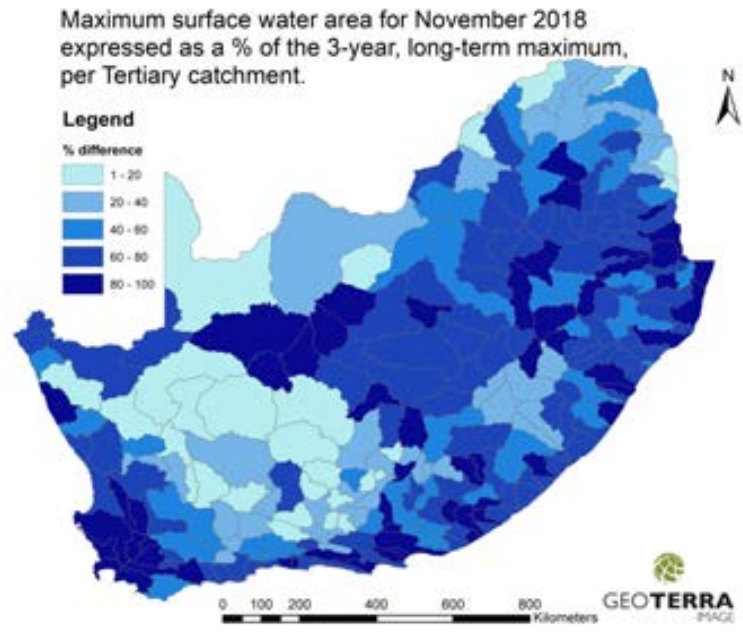 Maximum surface water area for November 2018
expressed as a % of the 3-year, long-term maximum,
per Tertiary catchment.
N
Legend
% difference
1 - 20
20 - 40
40 - 60
60 - 80
80 - 100
0 100 200 400 600 800
Kilometers
GEOTERRA
IMAGE